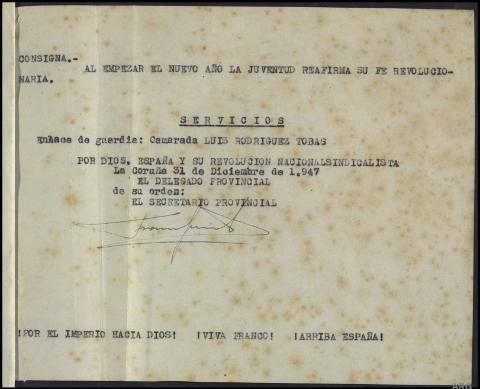 CONSIGNA.-
AL EMPEZAR EL NUEVO AÑO LA JUVENTUD REAFIRMA SU FE REVOLUCIO-
NARIA.
SERVICIOS
Enlace de guardia: Camarada LUIS RODRIGUEZ TOBAS
POR DIOS, ESPAÑA Y SU REVOLUCION NACIONALSINDICALISTA
La Coruña 31 de Diciembre de 1.947
EL DELEGADO PROVINCIAL
de su orden:
EL SECRETARIO PROVINCIAL
¡POR EL IMPERIO HACIA DIOS! ¡VIVA FRANCO! ¡ARRIBA ESPAÑA!